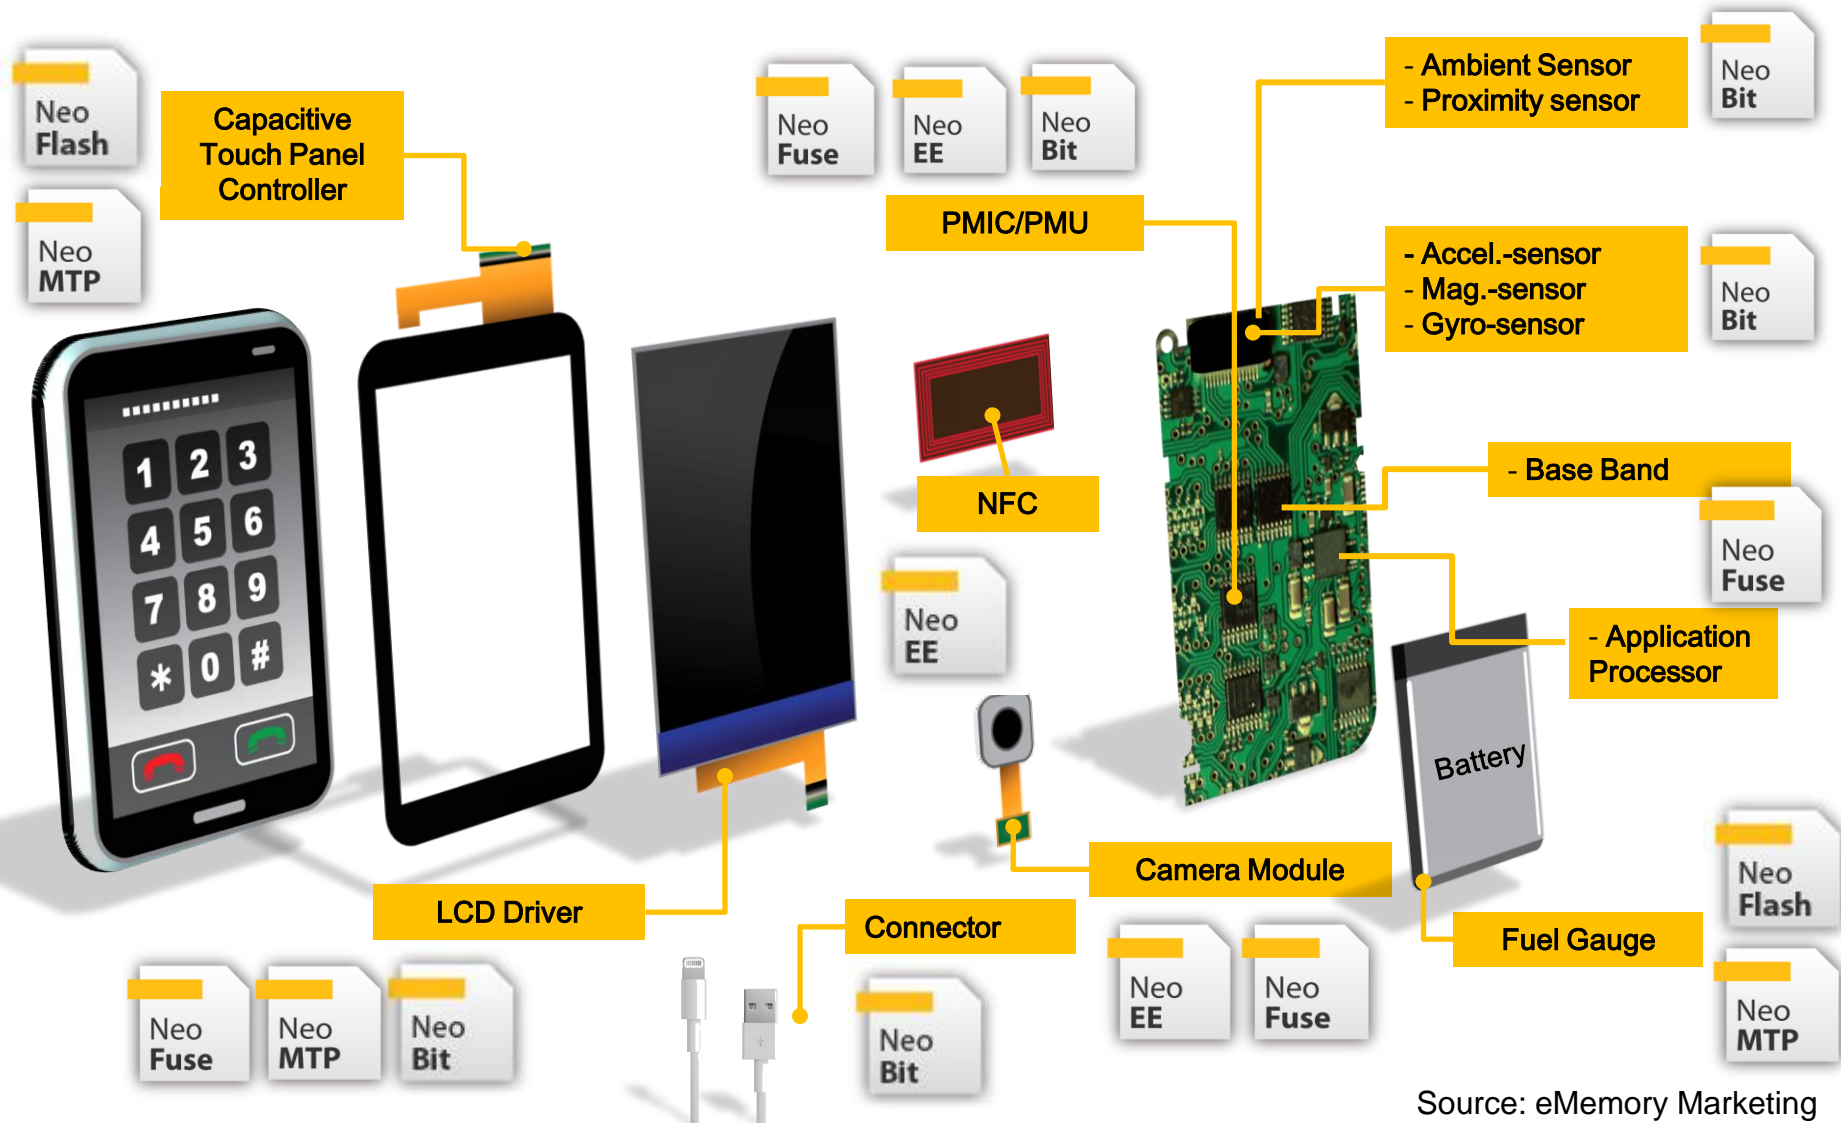 Neo
Flash
Capacitive
Touch Panel
Controller
Neo
MTP
Neo
Fuse
Neo
EE
Neo
Bit
PMIC/PMU
- Ambient Sensor
- Proximity sensor
Neo
Bit
- Accel.-sensor
- Mag.-sensor
- Gyro-sensor
Neo
Bit
1 2 3
4 5 6
7 8 9
* 0 #
NFC
Neo
EE
- Base Band
Neo
Fuse
- Application
Processor
Battery
Camera Module
Neo
EE
Neo
Fuse
LCD Driver
Neo
Fuse
Neo
MTP
Neo
Bit
Connector
Neo
Bit
Fuel Gauge
Neo
Flash
Neo
MTP
Source: eMemory Marketing